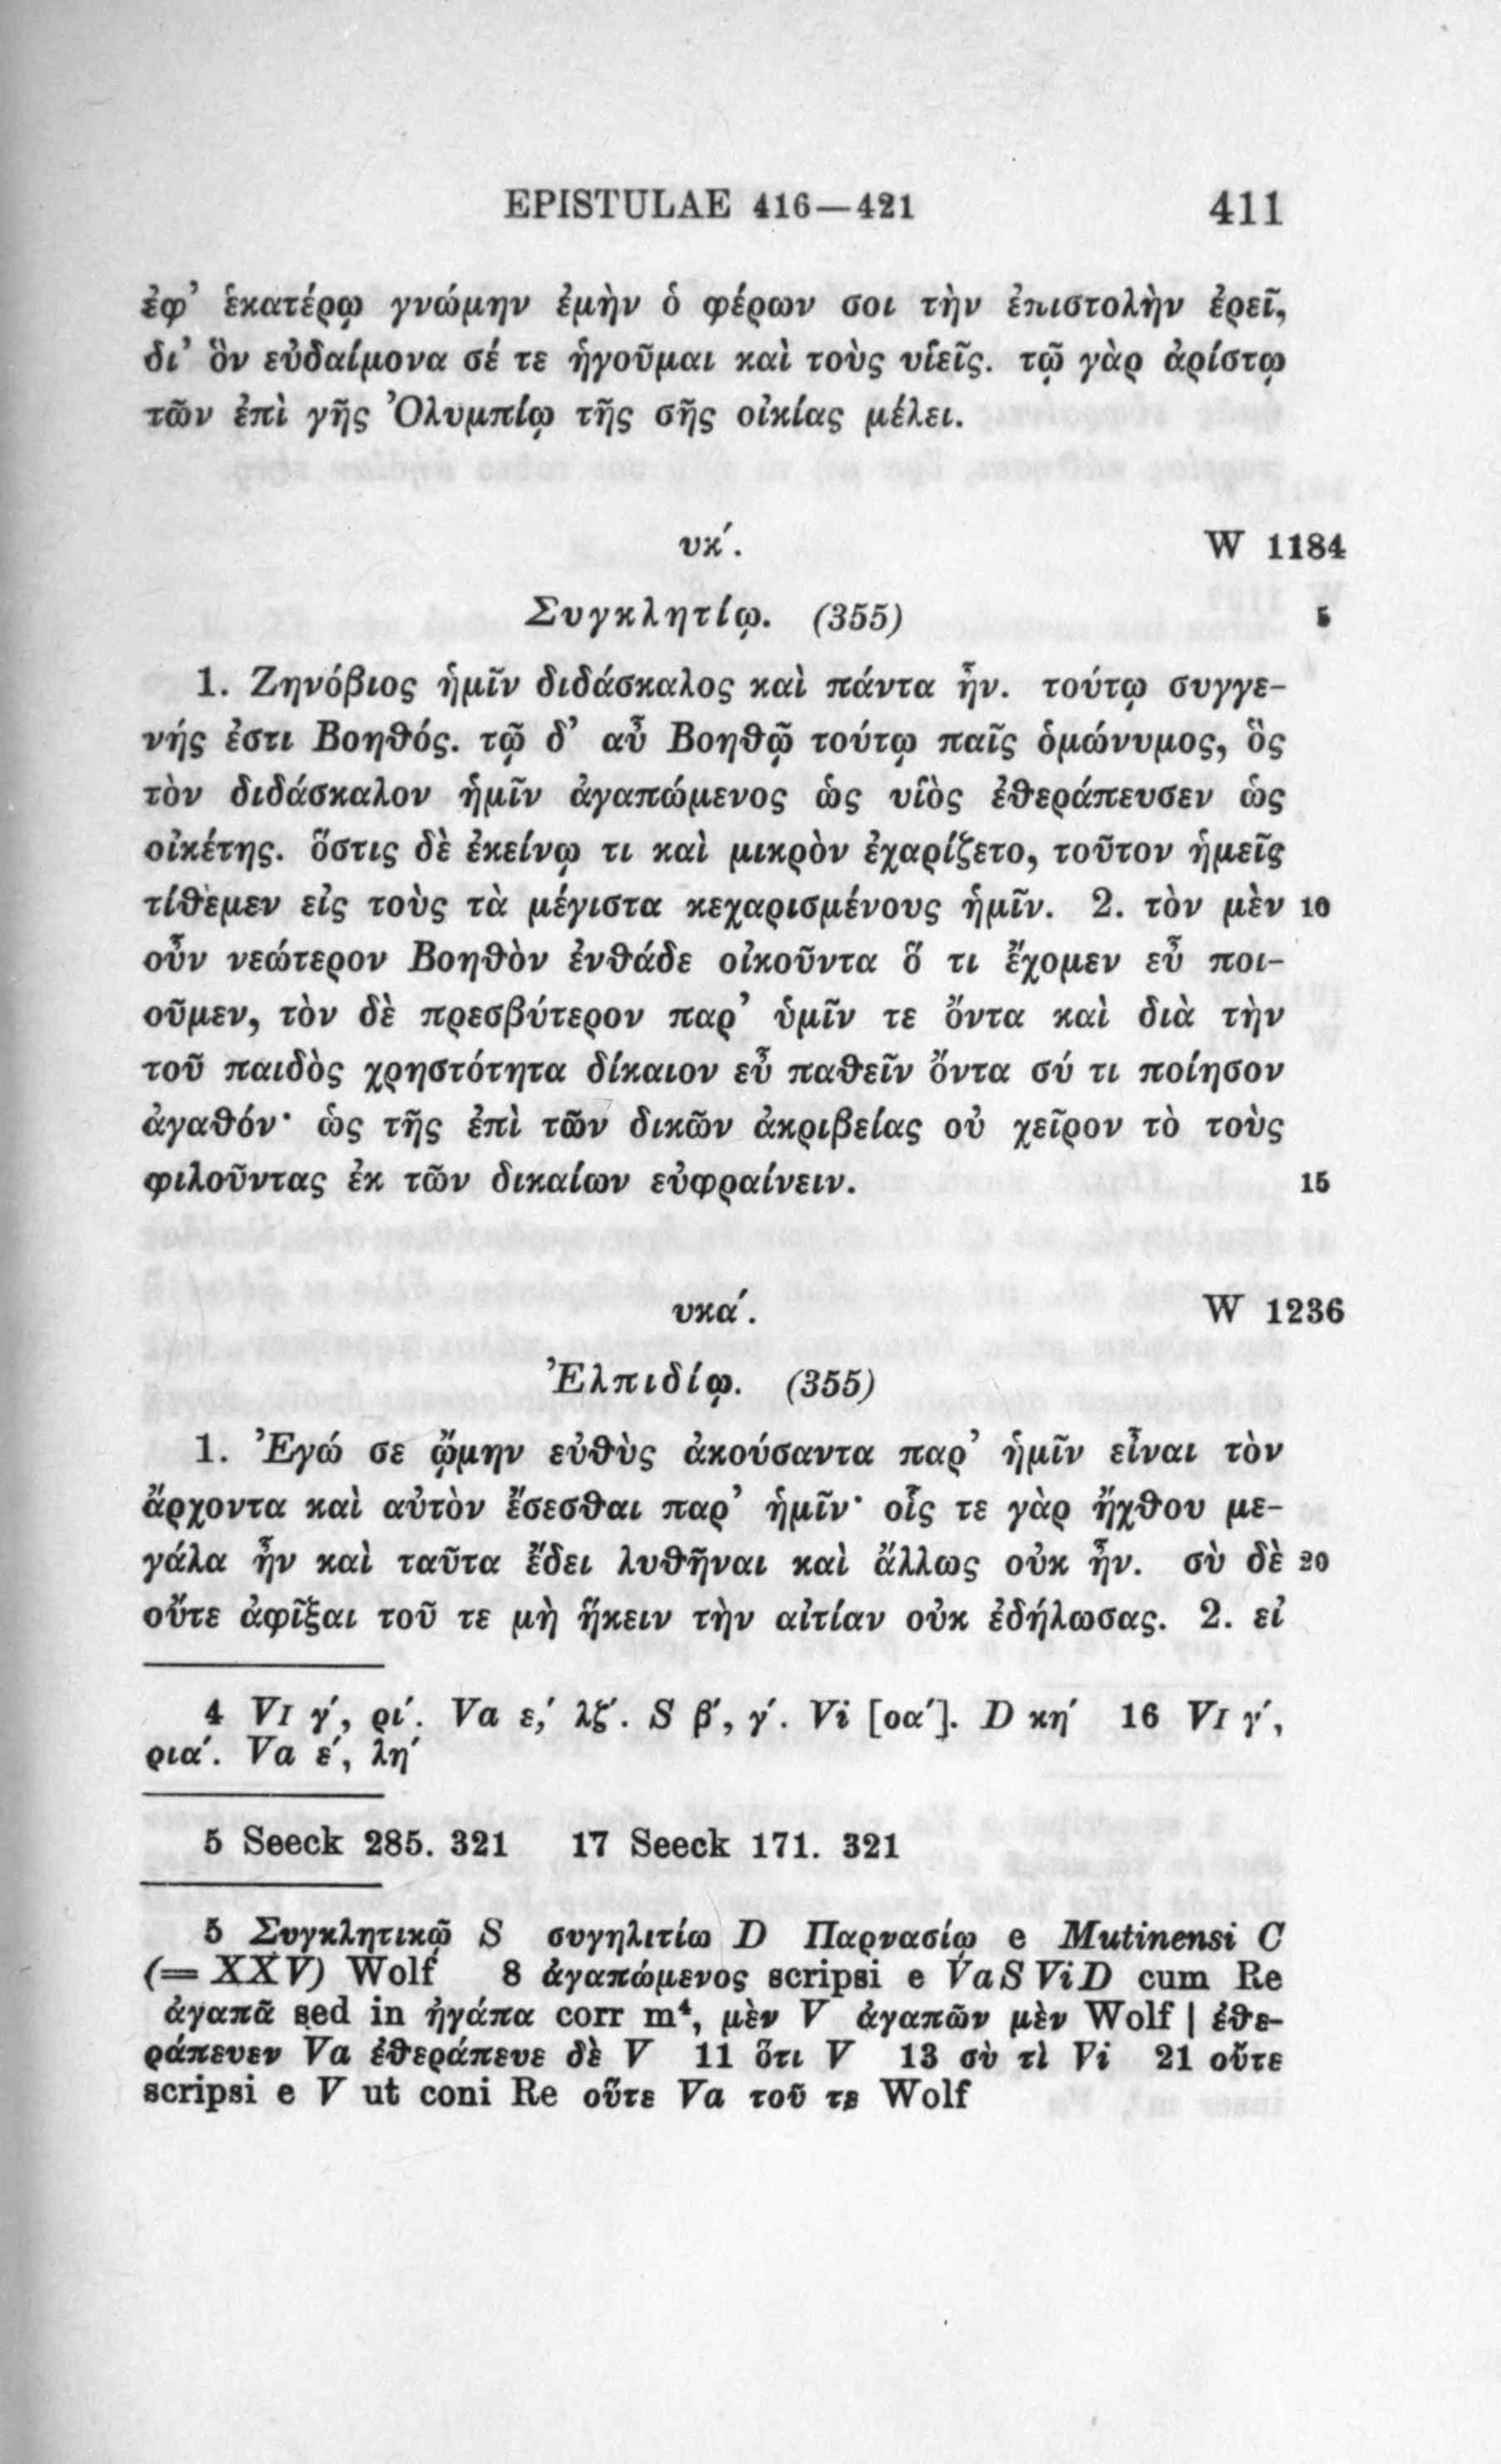 EPISTULAE 416—421 411
ἐφ’ ἑκατέρῳ γνώμην ἐμὴν ὁ φέρων σοι τὴν ἐπιστολὴν ἐρεῖ,
δι’ ὃν εὐδαίμονα σέ τε ἡγοῦμαι καὶ τοὺς υἱεῖς. τῷ γὰρ ἀρίστῳ
τῶν ἐπὶ γῆς Ὀλυμπίῳ τῆς σῆς οἰκίας μέλει.
υκ΄. W 1184
Συγκλητίῳ. (355) 5
1. Ζηνόβιος ἡμῖν διδάσκαλος καὶ πάντα ἦν. τούτῳ συγγε-
νής ἐστι Βοηθός. τῷ δ’ αὖ Βοηθῷ τούτῳ παῖς ὁμώνυμος, ὃς
τὸν διδάσκαλον ἡμῖν ἀγαπώμενος ὡς υἱὸς ἐθεράπευσεν ὡς
οἰκέτης. ὅστις δὲ ἐκείνῳ τι καὶ μικρὸν ἐχαρίζετο, τοῦτον ἡμεῖς
τίθεμεν εἰς τοὺς τὰ μέγιστα κεχαρισμένους ἡμῖν. 2. τὸν μὲν 10
οὖν νεώτερον Βοηθὸν ἐνθάδε οἰκοῦντα ὅ τι ἔχομεν εὖ ποι-
οῦμεν, τὸν δὲ πρεσβύτερον παρ’ ὑμῖν τε ὄντα καὶ διὰ τὴν
τοῦ παιδὸς χρηστότητα δίκαιον εὖ παθεῖν ὄντα σύ τι ποίησον
ἀγαθόν· ὡς τῆς ἐπὶ τῶν δικῶν ἀκριβείας οὐ χεῖρον τὸ τοὺς
φιλοῦντας ἐκ τῶν δικαίων εὐφραίνειν. 15
υκα΄. W 1236
Ἐλπιδίῳ. (355)
1. Ἐγώ σε ᾤμην εὐθὺς ἀκούσαντα παρ’ ἡμῖν εἶναι τὸν
ἄρχοντα καὶ αὐτὸν ἔσεσθαι παρ’ ἡμῖν· οἷς τε γὰρ ἤχθου με-
γάλα ἦν καὶ ταῦτα ἔδει λυθῆναι καὶ ἄλλως οὐκ ἦν. σὺ δὲ 20
οὔτε ἀφῖξαι τοῦ τε μὴ ἥκειν τὴν αἰτίαν οὐκ ἐδήλωσας. 2. εἰ
4 VI γ΄, ρι΄. Va ε,΄ λζ΄. S β΄, γ΄. Vi [οα΄]. D κη΄ 16 VI γ΄,
ρια΄. Va ε΄, λη΄
5 Seeck 285. 321 17 Seeck 171. 321
5 Συγκλητικῷ S συγηλιτίω D Παρνασίῳ e Mutinensi C
(= XXV) Wolf 8 ἀγαπώμενος scripsi e VaSViD cum Re
ἀγαπᾶ sed in ἠγάπα corr m⁴, μὲν V ἀγαπῶν μὲν Wolf | ἐθε-
ράπευεν Va ἐθεράπευε δὲ V 11 ὅτι V 13 σὺ τὶ Vi 21 οὔτε
scripsi e V ut coni Re οὕτε Va τοῦ τε Wolf